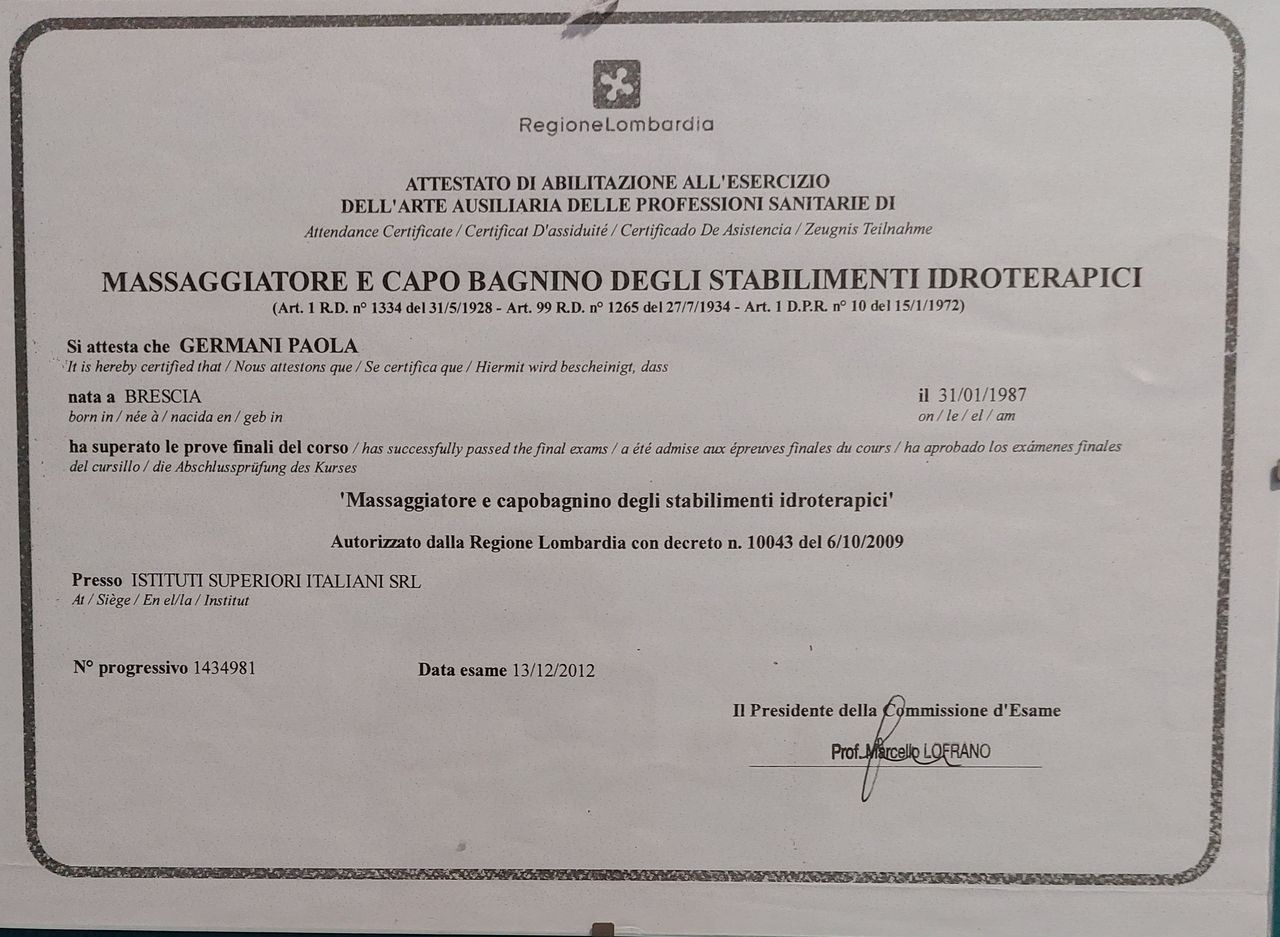 RegioneLombardia
ATTESTATO DI ABILITAZIONE ALL'ESERCIZIO
DELL'ARTE AUSILIARIA DELLE PROFESSIONI SANITARIE DI
Attendance Certificate / Certificat D'assiduité / Certificado De Asistencia / Zeugnis Teilnahme
MASSAGGIATORE E CAPO BAGNINO DEGLI STABILIMENTI IDROTERAPICI
(Art. 1 R.D. n° 1334 del 31/5/1928 - Art. 99 R.D. n° 1265 del 27/7/1934 - Art. 1 D.P.R. n° 10 del 15/1/1972)
Si attesta che GERMANI PAOLA
It is hereby certified that / Nous attestons que / Se certifica que / Hiermit wird bescheinigt, dass
nata a BRESCIA il 31/01/1987
born in / née à / nacida en / geb in on / le / el / am
ha superato le prove finali del corso / has successfully passed the final exams / a été admise aux épreuves finales du cours / ha aprobado los exámenes finales
del cursillo / die Abschlussprüfung des Kurses
'Massaggiatore e capobagnino degli stabilimenti idroterapici'
Autorizzato dalla Regione Lombardia con decreto n. 10043 del 6/10/2009
Presso ISTITUTI SUPERIORI ITALIANI SRL
At / Siège / En el/la / Institut
N° progressivo 1434981 Data esame 13/12/2012
Il Presidente della Commissione d'Esame
Prof. Marcello LOFRANO